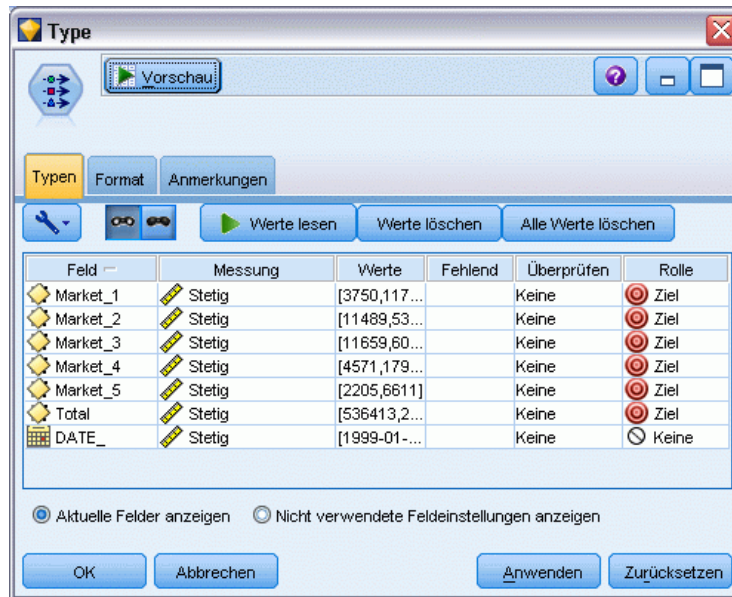 Type
Vorschau
Typen Format Anmerkungen
Werte lesen Werte löschen Alle Werte löschen
Feld Messung Werte Fehlend Überprüfen Rolle
Market_1 Stetig [3750,117... Keine Ziel
Market_2 Stetig [11489,53... Keine Ziel
Market_3 Stetig [11659,60... Keine Ziel
Market_4 Stetig [4571,179... Keine Ziel
Market_5 Stetig [2205,6611] Keine Ziel
Total Stetig [536413,2... Keine Ziel
DATE_ Stetig [1999-01-... Keine Keine
Aktuelle Felder anzeigen Nicht verwendete Feldeinstellungen anzeigen
OK Abbrechen Anwenden Zurücksetzen